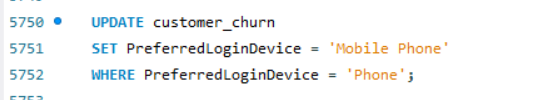 5750 UPDATE customer_churn
5751 SET PreferredLoginDevice = 'Mobile Phone'
5752 WHERE PreferredLoginDevice = 'Phone';